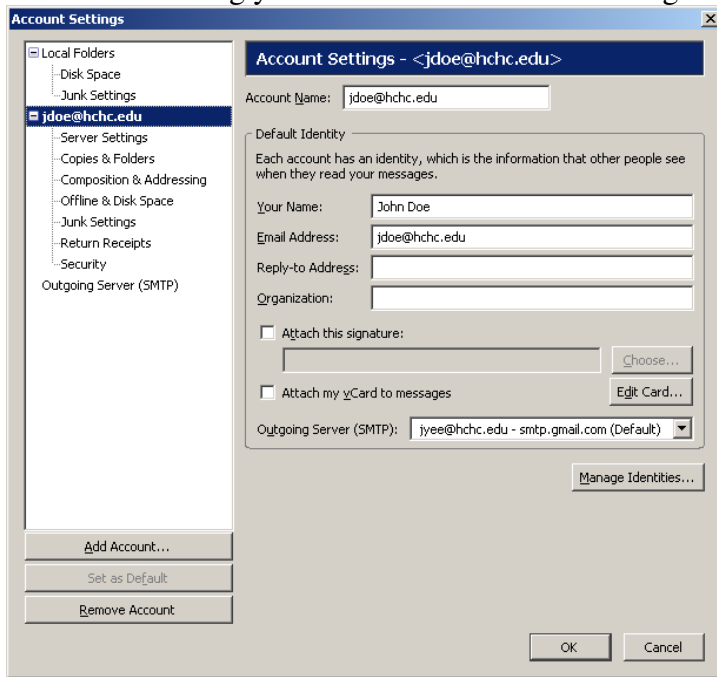 Account Settings
Local Folders
Disk Space
Junk Settings
jdoe@hchc.edu
Server Settings
Copies & Folders
Composition & Addressing
Offline & Disk Space
Junk Settings
Return Receipts
Security
Outgoing Server (SMTP)
Add Account...
Set as Default
Remove Account
Account Settings - <jdoe@hchc.edu>
Account Name: jdoe@hchc.edu
Default Identity
Each account has an identity, which is the information that other people see
when they read your messages.
Your Name: John Doe
Email Address: jdoe@hchc.edu
Reply-to Address:
Organization:
Attach this signature:
Choose...
Attach my vCard to messages Edit Card...
Outgoing Server (SMTP): jyee@hchc.edu - smtp.gmail.com (Default)
Manage Identities...
OK Cancel